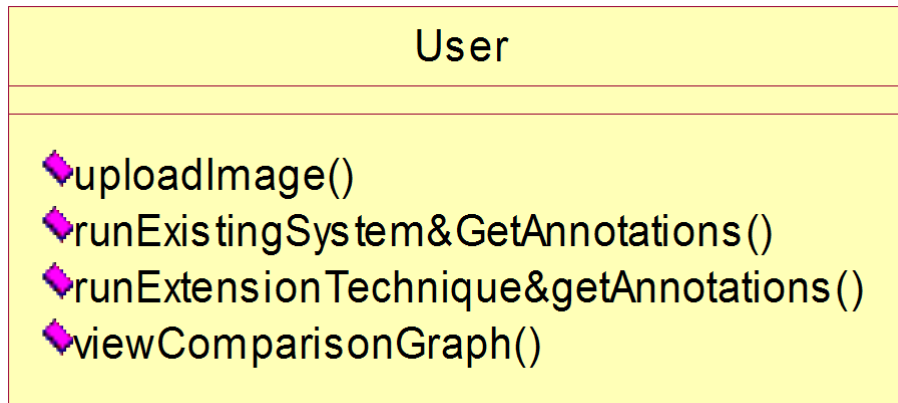 User
uploadImage()
runExistingSystem&GetAnnotations()
runExtensionTechnique&getAnnotations()
viewComparisonGraph()